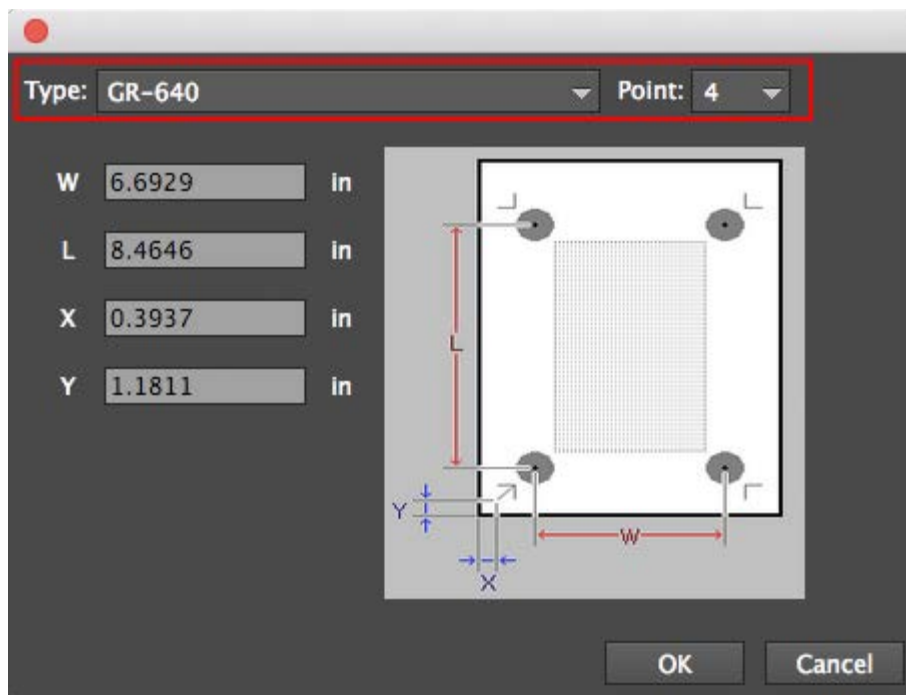 Type: GR-640 Point: 4
W 6.6929 in
L 8.4646 in
X 0.3937 in
Y 1.1811 in
L
Y
W
X
OK Cancel